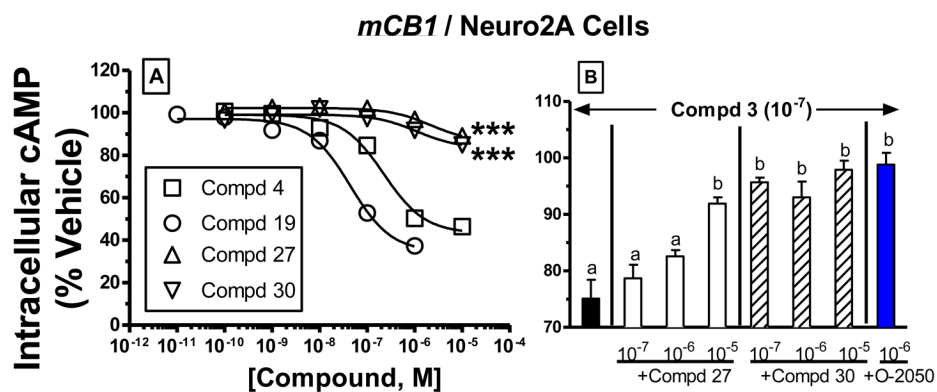 mCB1 / Neuro2A Cells
Intracellular cAMP
(% Vehicle)
A
120
100
80
60
40
20
0
Compd 4
Compd 19
Compd 27
Compd 30
***
***
10-12 10-11 10-10 10-9 10-8 10-7 10-6 10-5 10-4
[Compound, M]
B
Compd 3 (10-7)
110
100
90
80
70
a
a
a
b
b
b
b
b
10-7 10-6 10-5 10-7 10-6 10-5 10-6
+Compd 27 +Compd 30 +O-2050